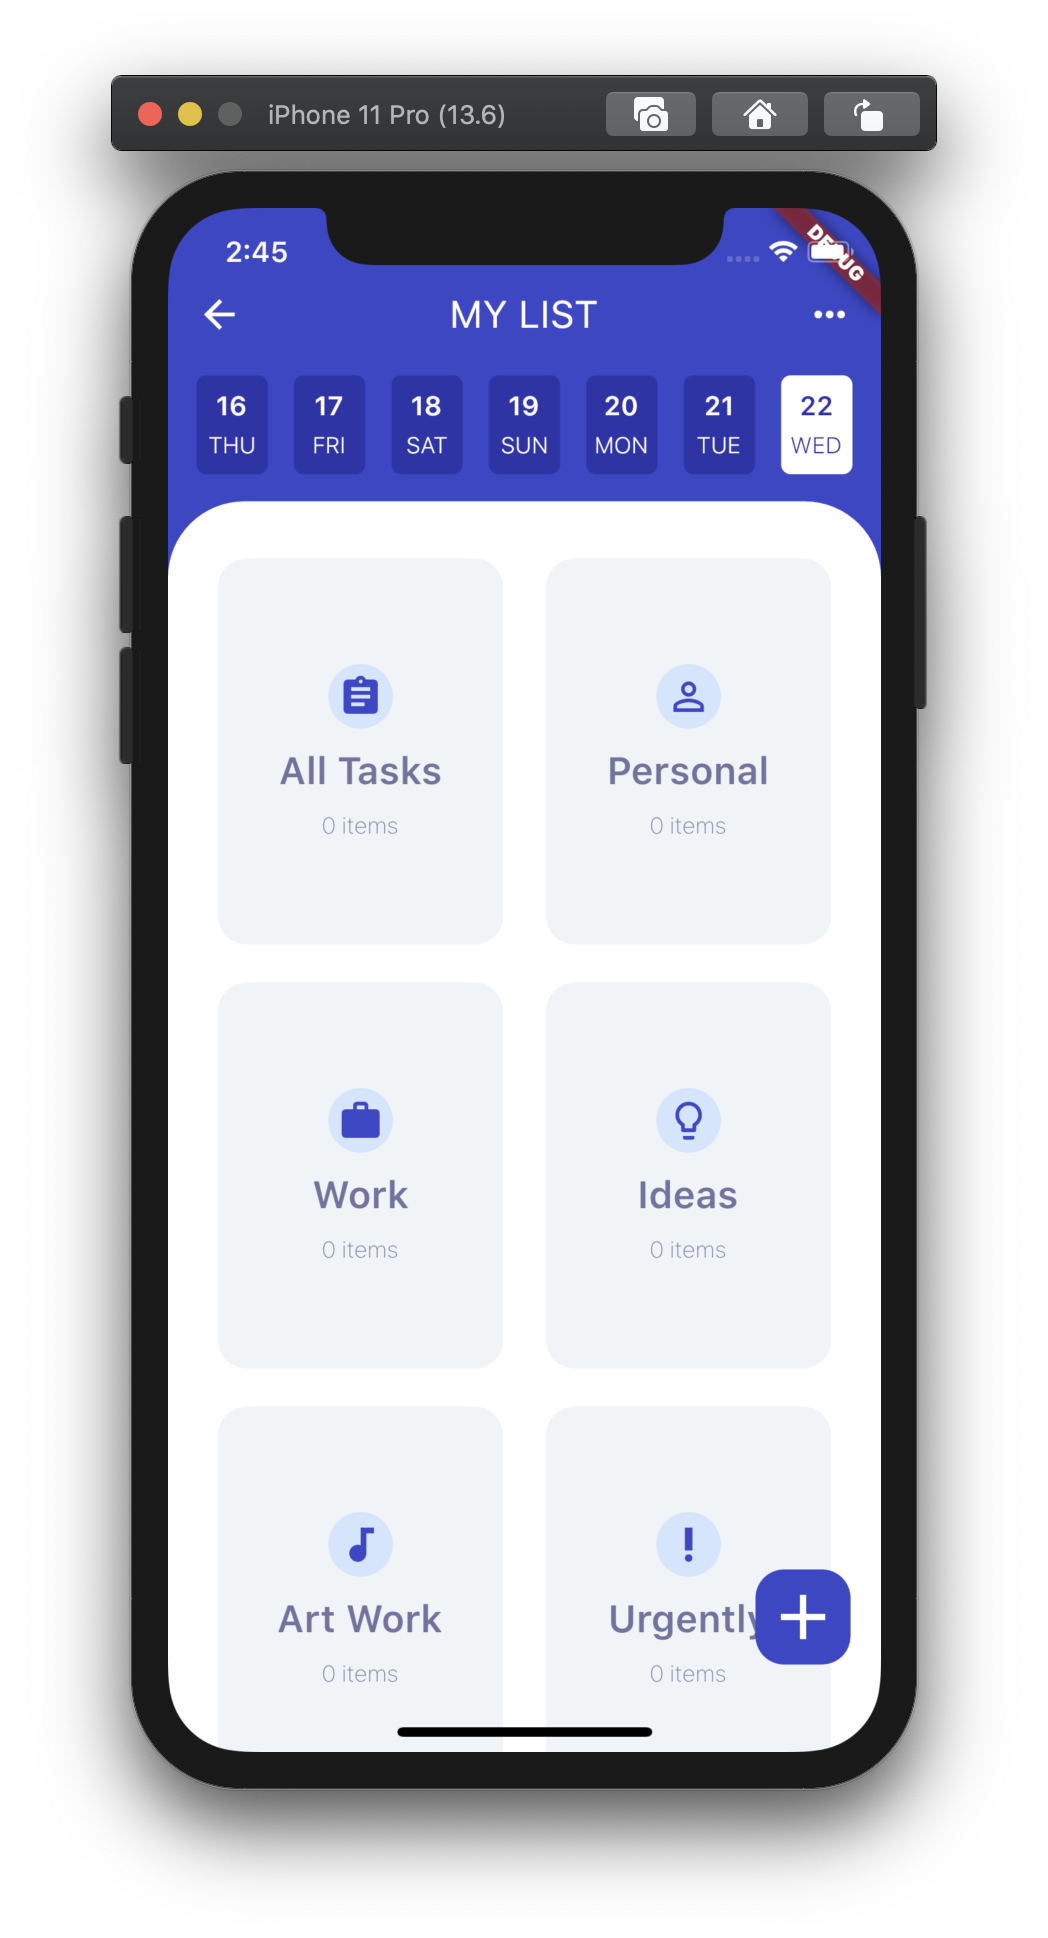 iPhone 11 Pro (13.6)
2:45
DEBUG
MY LIST
16 17 18 19 20 21 22
THU FRI SAT SUN MON TUE WED
All Tasks Personal
0 items 0 items
Work Ideas
0 items 0 items
Art Work Urgently
0 items 0 items